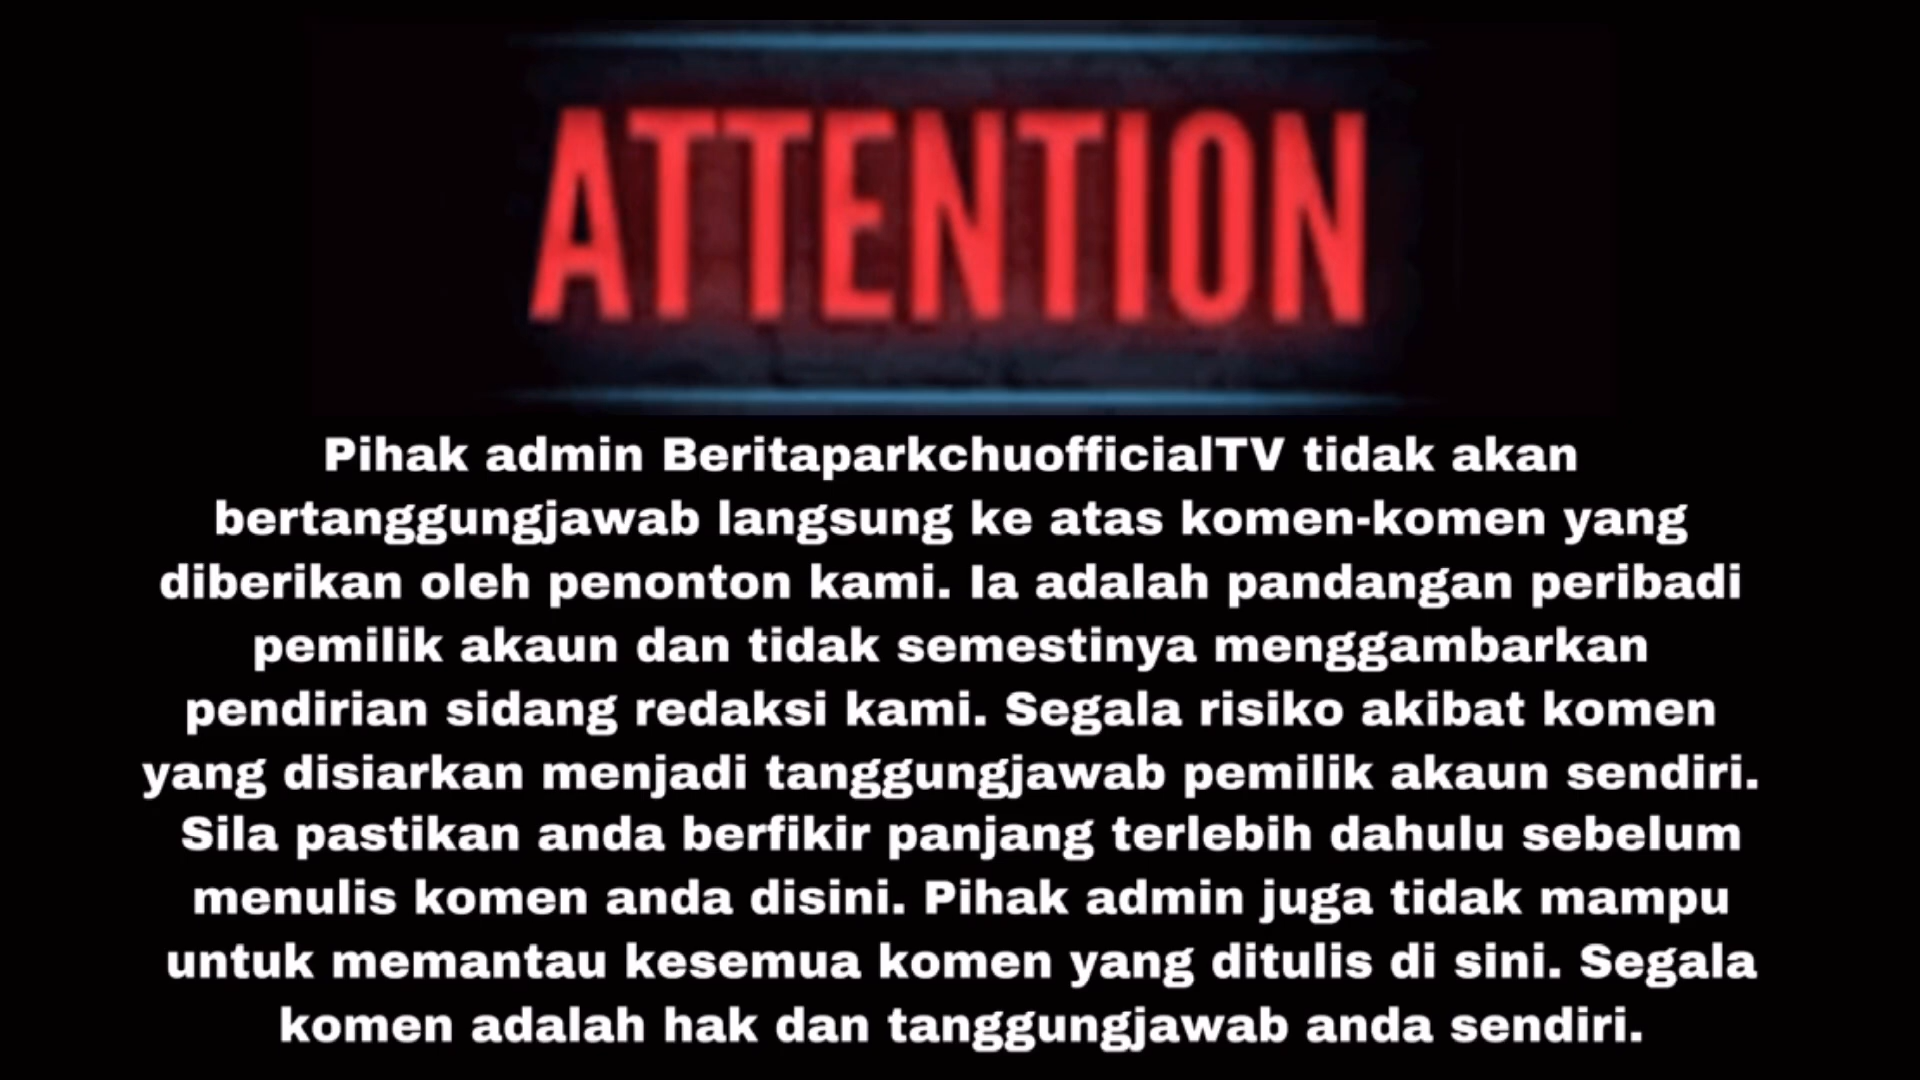 ATTENTION
Pihak admin BeritaparkchuofficialTV tidak akan
bertanggungjawab langsung ke atas komen-komen yang
diberikan oleh penonton kami. Ia adalah pandangan peribadi
pemilik akaun dan tidak semestinya menggambarkan
pendirian sidang redaksi kami. Segala risiko akibat komen
yang disiarkan menjadi tanggungjawab pemilik akaun sendiri.
Sila pastikan anda berfikir panjang terlebih dahulu sebelum
menulis komen anda disini. Pihak admin juga tidak mampu
untuk memantau kesemua komen yang ditulis di sini. Segala
komen adalah hak dan tanggungjawab anda sendiri.